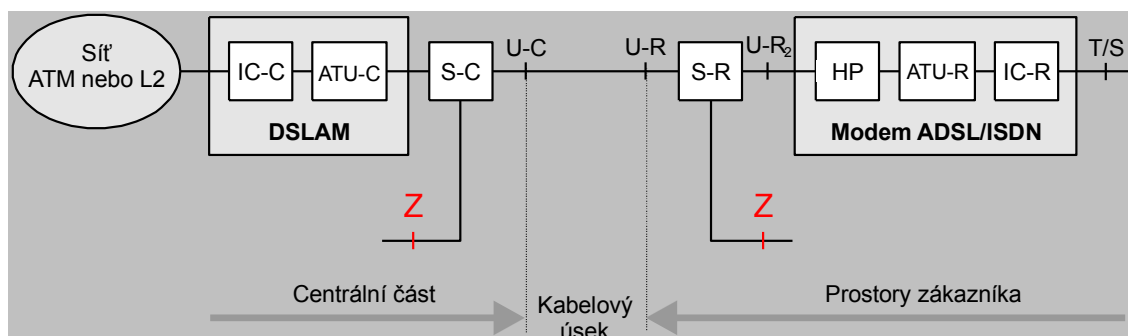 Síť
ATM nebo L2
IC-C
ATU-C
DSLAM
S-C
U-C
U-R
S-R
U-R₂
HP
ATU-R
IC-R
Modem ADSL/ISDN
T/S
Z
Z
Centrální část
Kabelový
úsek
Prostory zákazníka